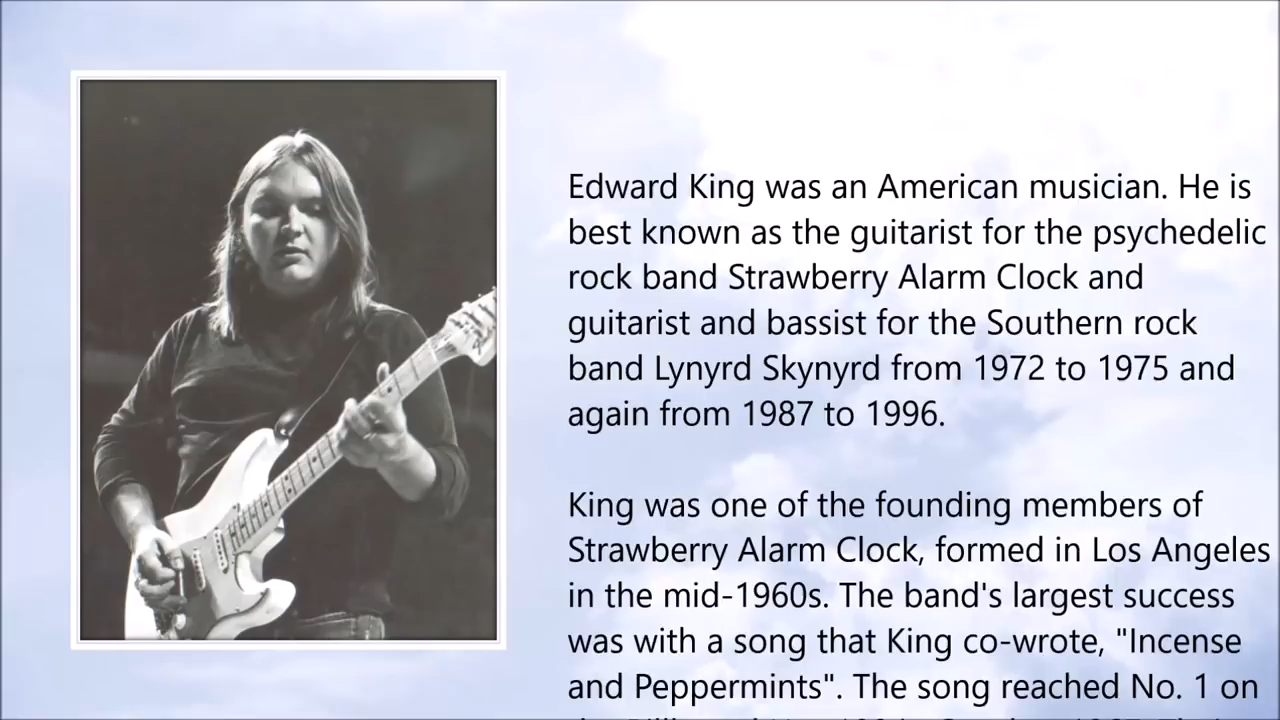 Edward King was an American musician. He is
best known as the guitarist for the psychedelic
rock band Strawberry Alarm Clock and
guitarist and bassist for the Southern rock
band Lynyrd Skynyrd from 1972 to 1975 and
again from 1987 to 1996.
King was one of the founding members of
Strawberry Alarm Clock, formed in Los Angeles
in the mid-1960s. The band's largest success
was with a song that King co-wrote, "Incense
and Peppermints". The song reached No. 1 on